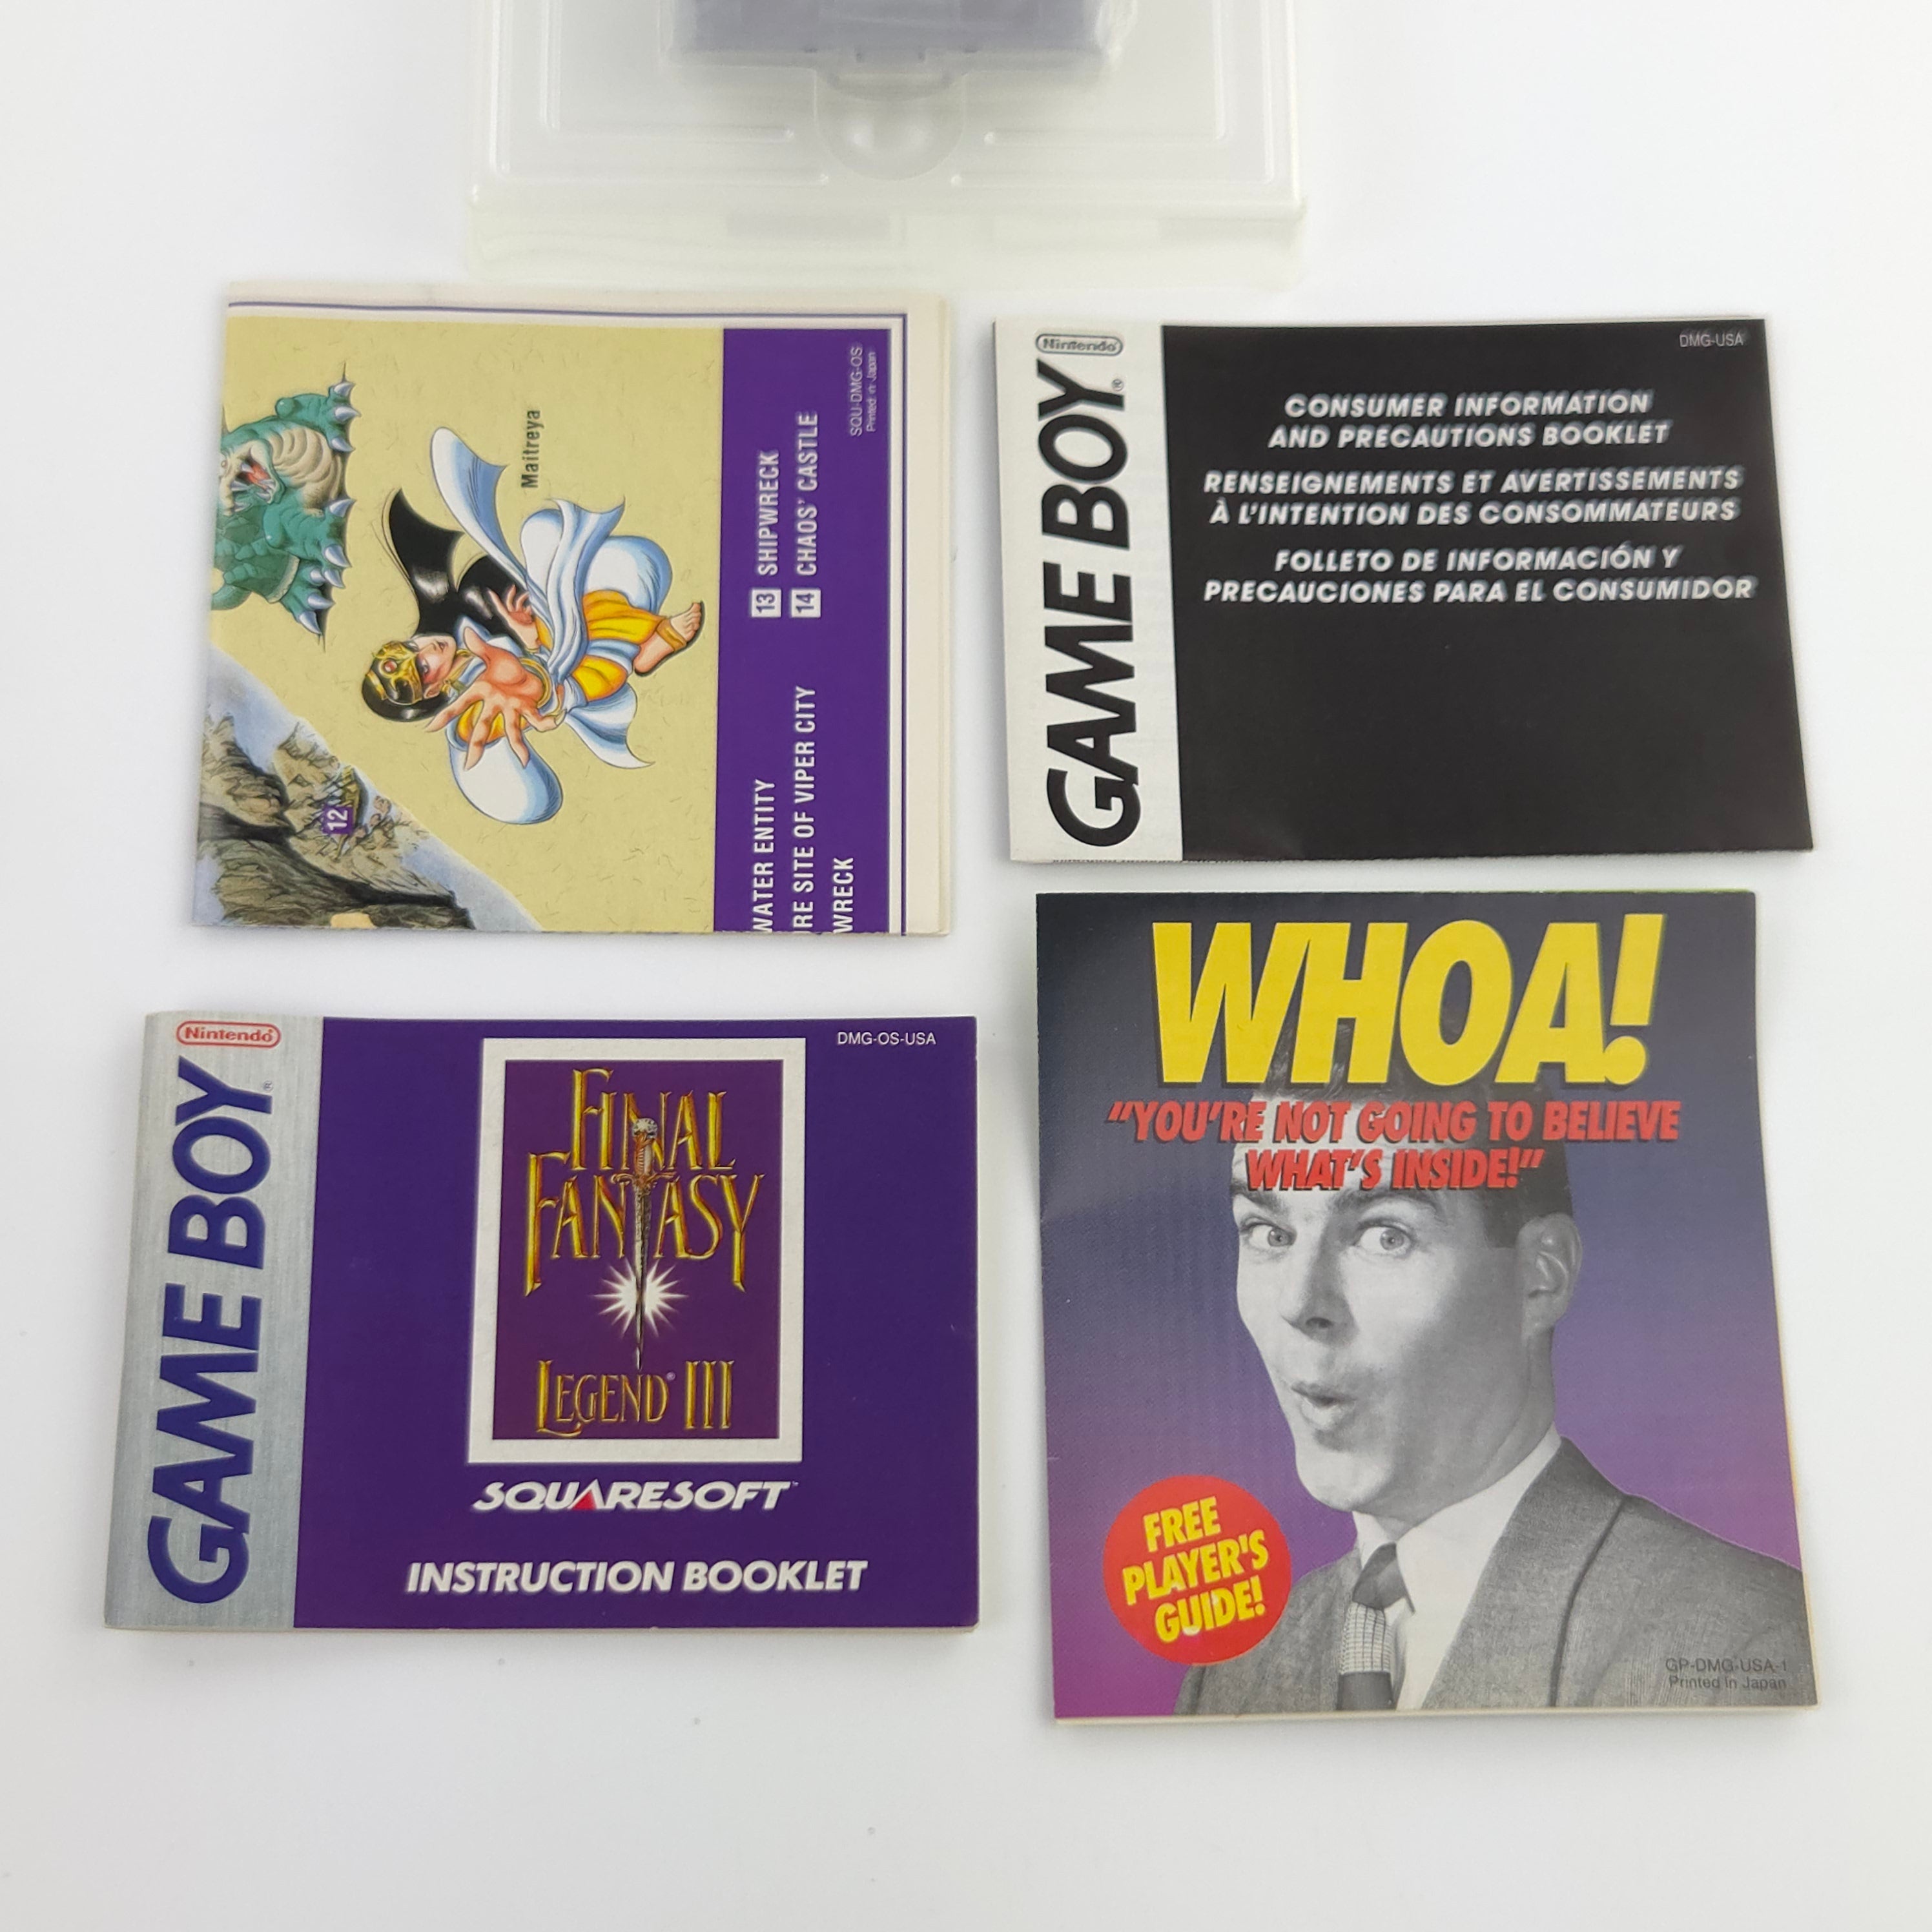 Maitreya
12
WATER ENTITY
RE SITE OF VIPER CITY
WRECK
13 SHIPWRECK
14 CHAOS' CASTLE
SQU-DMG-OS
Printed in Japan
Nintendo
GAME BOY®
DMG-USA
CONSUMER INFORMATION
AND PRECAUTIONS BOOKLET
RENSEIGNEMENTS ET AVERTISSEMENTS
À L'INTENTION DES CONSOMMATEURS
FOLLETO DE INFORMACIÓN Y
PRECAUCIONES PARA EL CONSUMIDOR
Nintendo®
GAME BOY®
DMG-OS-USA
FINAL
FANTASY
LEGEND® III
SQUARESOFT™
INSTRUCTION BOOKLET
WHOA!
"YOU'RE NOT GOING TO BELIEVE
WHAT'S INSIDE!"
FREE
PLAYER'S
GUIDE!
GP-DMG-USA-1
Printed in Japan